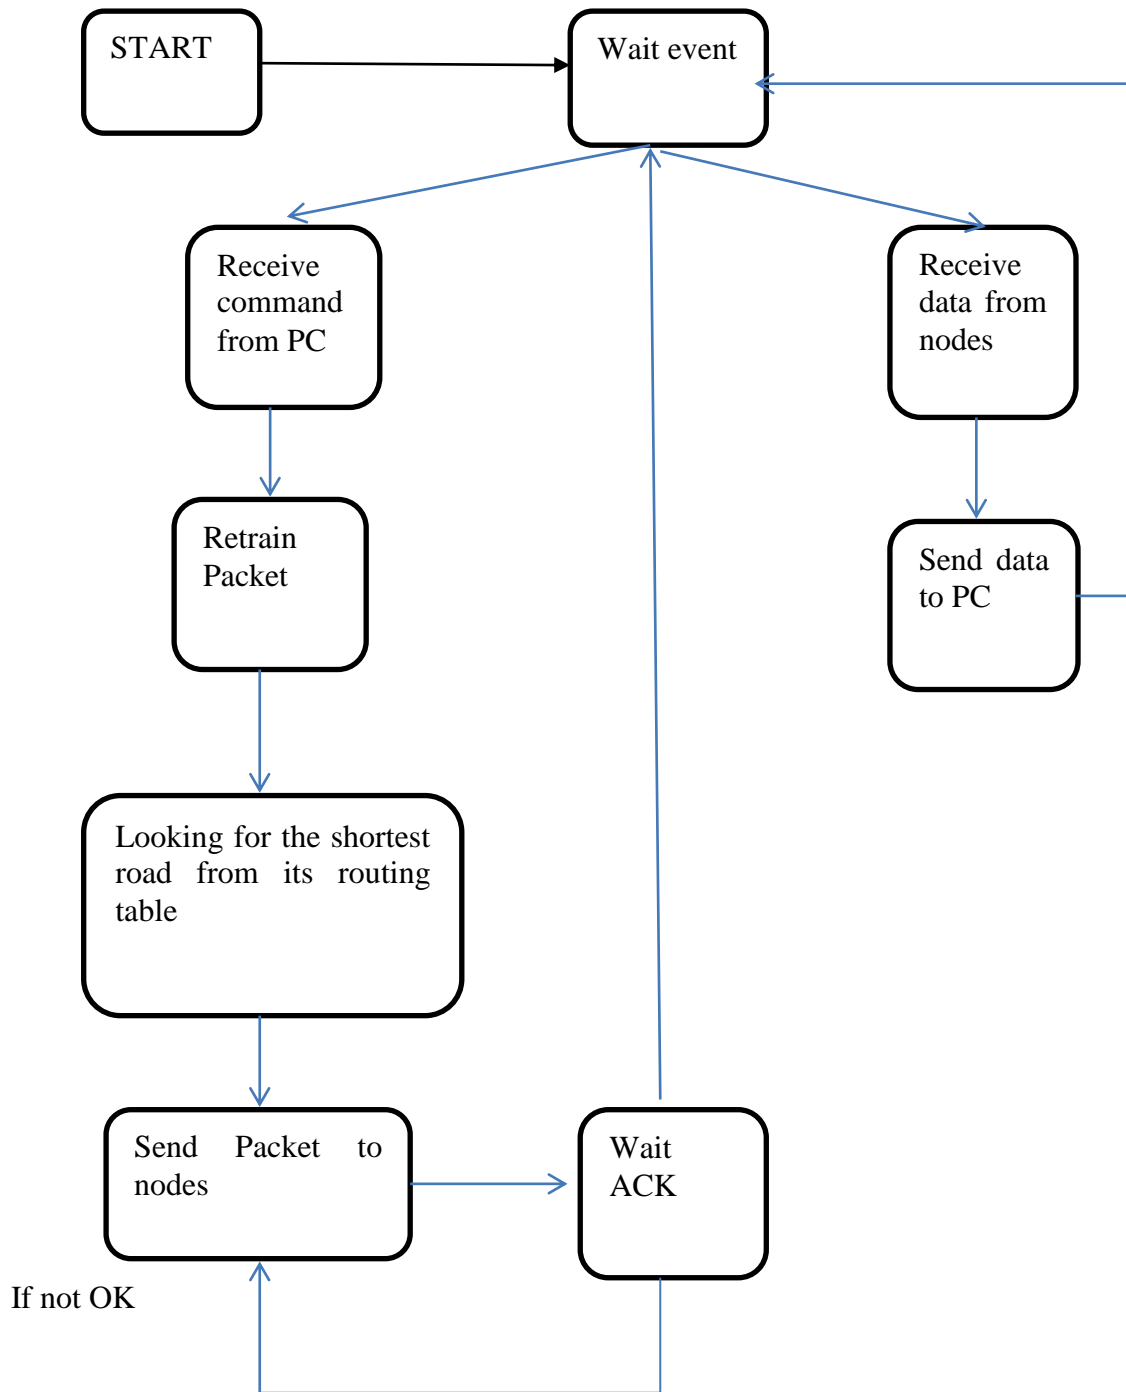 START
Wait event
Receive
command
from PC
Receive
data from
nodes
Retrain
Packet
Send data
to PC
Looking for the shortest
road from its routing
table
Send Packet to
nodes
Wait
ACK
If not OK